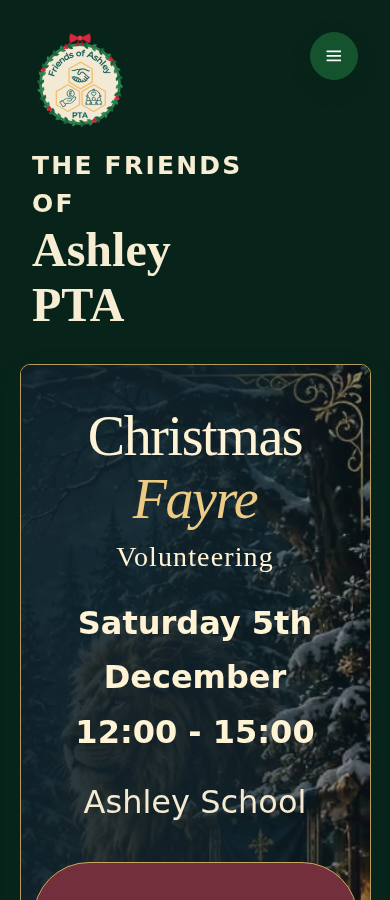 Friends of Ashley
PTA
THE FRIENDS
OF
Ashley
PTA
Christmas
Fayre
Volunteering
Saturday 5th
December
12:00 - 15:00
Ashley School